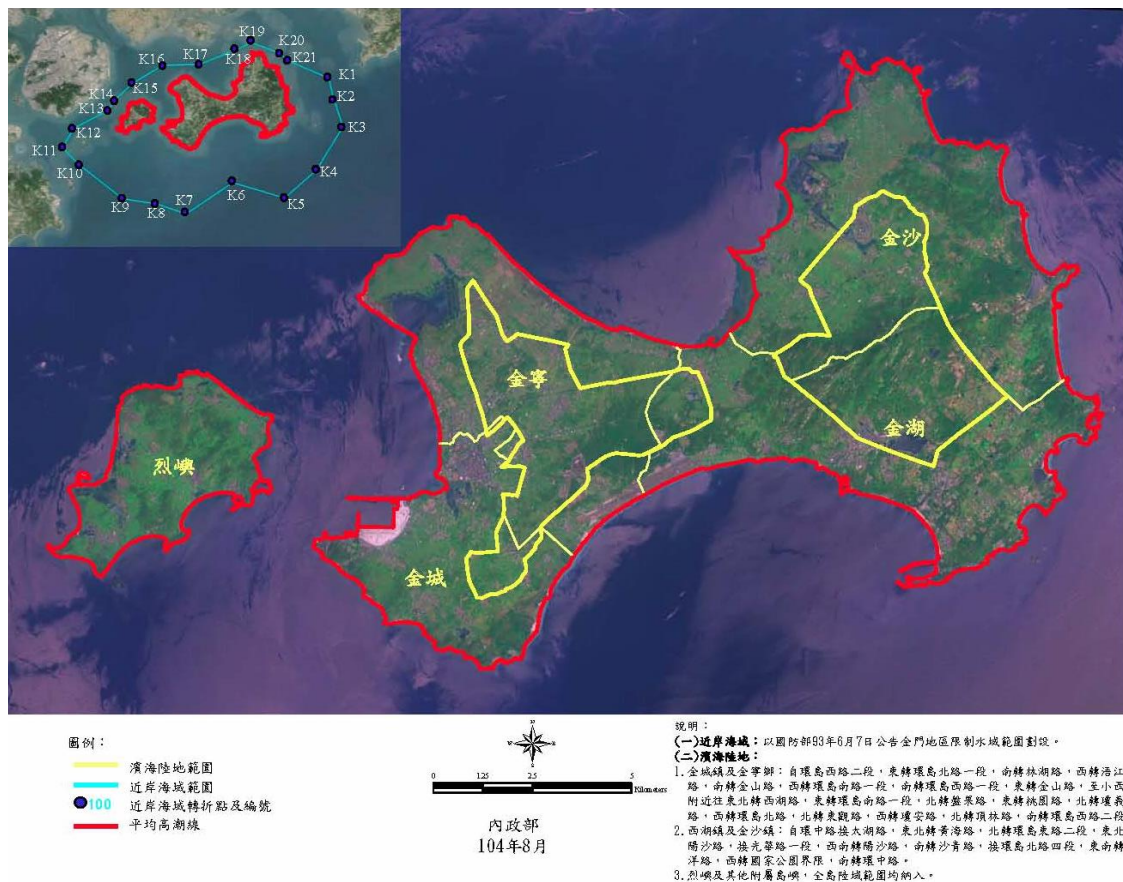 K19
K20
K18
K21
K17
K16
K1
K15
K2
K14
K13
K3
K12
K11
K10
K4
K6
K9
K8
K7
K5
金沙
金寧
金湖
烈嶼
金城
圖例：
濱海陸地範圍
近岸海域範圍
100 近岸海域轉折點及編號
平均高潮線
0 1.25 2.5 5
Kilometers
內政部
104年8月
說明：
(一)近岸海域：以國防部93年6月7日公告金門地區限制水域範圍劃設。
(二)濱海陸地：
1.金城鎮及金寧鄉：自環島西路二段，東轉環島北路一段，南轉林湖路，西轉浯江
路，南轉金山路，西轉環島南路一段，南轉環島西路一段，東轉金山路，至小西
附近往東北轉西湖路，東轉環島南路一段，北轉盤果路，東轉桃園路，北轉瓊義
路，西轉環島北路，北轉東觀路，西轉瓊安路，北轉頂林路，南轉環島西路二段
2.西湖鎮及金沙鎮：自環中路接太湖路，東北轉黃海路，北轉環島東路二段，東北
陽沙路，接光華路一段，西南轉陽沙路，南轉沙青路，接環島北路四段，東南轉
洋路，西轉國家公園界限，南轉環中路。
3.烈嶼及其他附屬島嶼，全島陸域範圍均納入。